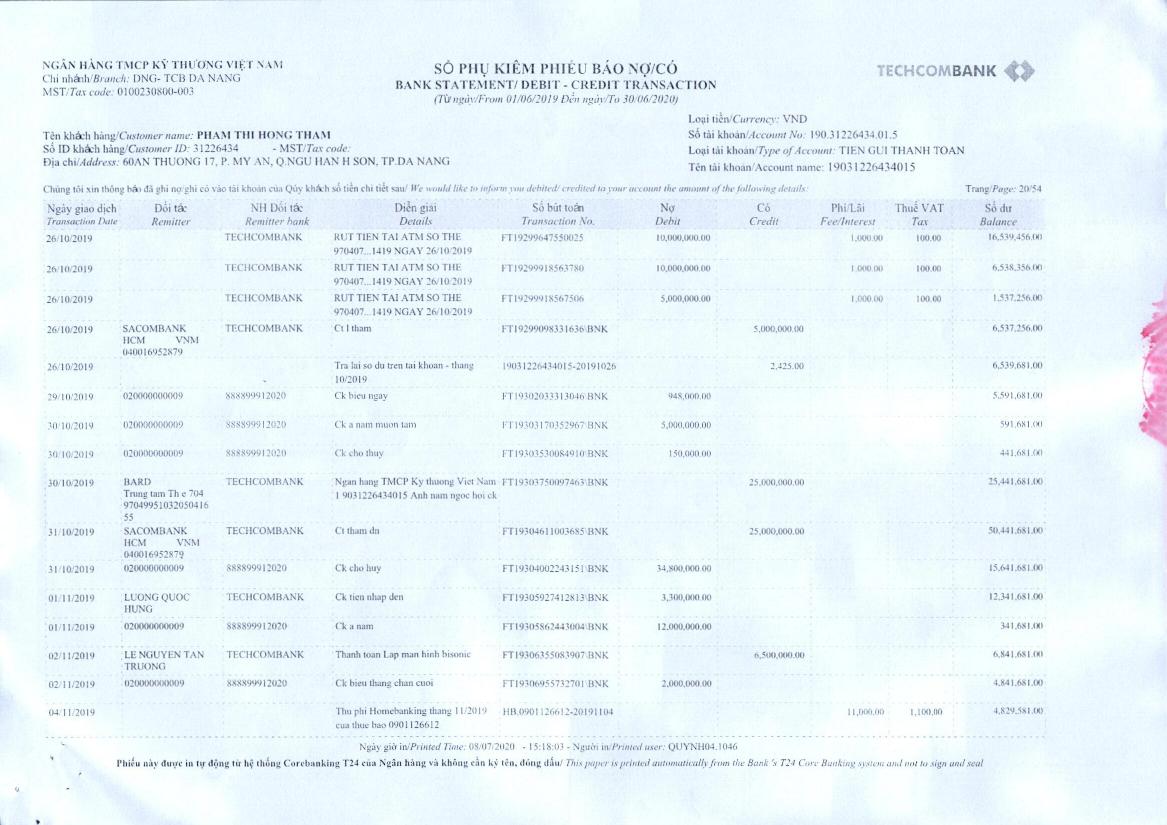 NGÂN HÀNG TMCP KỸ THƯƠNG VIỆT NAM
Chi nhánh/Branch: DNG- TCB DA NANG
MST/Tax code: 0100230800-003
SỔ PHỤ KIÊM PHIẾU BÁO NỢ/CÓ
BANK STATEMENT/ DEBIT - CREDIT TRANSACTION
(Từ ngày/From 01/06/2019 Đến ngày/To 30/06/2020)
TECHCOMBANK
Loại tiền/Currency: VND
Số tài khoản/Account No: 190.31226434.01.5
Loại tài khoản/Type of Account: TIEN GUI THANH TOAN
Tên tài khoản/Account name: 19031226434015
Tên khách hàng/Customer name: PHAM THI HONG THAM
Số ID khách hàng/Customer ID: 31226434 - MST/Tax code:
Địa chỉ/Address: 60AN THUONG 17, P. MY AN, Q.NGU HAN H SON, TP.DA NANG
Chúng tôi xin thông báo đã ghi nợ/ghi có vào tài khoản của Qúy khách số tiền chi tiết sau/ We would like to inform you debited/ credited to your account the amount of the following details:
Trang/Page: 20/54
Ngày giao dịch Đối tác NH Đối tác Diễn giải Số bút toán Nợ Có Phí/Lãi Thuế VAT Số dư
Transaction Date Remitter Remitter bank Details Transaction No. Debit Credit Fee/Interest Tax Balance
26/10/2019 TECHCOMBANK RUT TIEN TAI ATM SO THE FT19299647550025 10,000,000.00 1,000.00 100.00 16,539,456.00
970407...1419 NGAY 26/10/2019
26/10/2019 TECHCOMBANK RUT TIEN TAI ATM SO THE FT19299918563780 10,000,000.00 1,000.00 100.00 6,538,356.00
970407...1419 NGAY 26/10/2019
26/10/2019 TECHCOMBANK RUT TIEN TAI ATM SO THE FT19299918567506 5,000,000.00 1,000.00 100.00 1,537,256.00
970407...1419 NGAY 26/10/2019
26/10/2019 SACOMBANK TECHCOMBANK Ct l tham FT19299098331636\BNK 5,000,000.00 6,537,256.00
HCM VNM
040016952879
26/10/2019 Tra lai so du tren tai khoan - thang 19031226434015-20191026 2,425.00 6,539,681.00
10/2019
29/10/2019 020000000009 888899912020 Ck bieu ngay FT19302033313046\BNK 948,000.00 5,591,681.00
30/10/2019 020000000009 888899912020 Ck a nam muon tam FT19303170352967\BNK 5,000,000.00 591,681.00
30/10/2019 020000000009 888899912020 Ck cho thuy FT19303530084910\BNK 150,000.00 441,681.00
30/10/2019 BARD TECHCOMBANK Ngan hang TMCP Ky thuong Viet Nam FT19303750097463\BNK 25,000,000.00 25,441,681.00
Trung tam Th e 704 1 9031226434015 Anh nam ngoc hoi ck
97049951032050416
55
31/10/2019 SACOMBANK TECHCOMBANK Ct tham dn FT19304611003685\BNK 25,000,000.00 50,441,681.00
HCM VNM
040016952879
31/10/2019 020000000009 888899912020 Ck cho huy FT19304002243151\BNK 34,800,000.00 15,641,681.00
01/11/2019 LUONG QUOC TECHCOMBANK Ck tien nhap den FT19305927412813\BNK 3,300,000.00 12,341,681.00
HUNG
01/11/2019 020000000009 888899912020 Ck a nam FT19305862443004\BNK 12,000,000.00 341,681.00
02/11/2019 LE NGUYEN TAN TECHCOMBANK Thanh toan Lap man hinh bisonic FT19306355083907\BNK 6,500,000.00 6,841,681.00
TRUONG
02/11/2019 020000000009 888899912020 Ck bieu thang chan cuoi FT19306955732701\BNK 2,000,000.00 4,841,681.00
04/11/2019 Thu phi Homebanking thang 11/2019 HB.0901126612-20191104 11,000.00 1,100.00 4,829,581.00
cua thue bao 0901126612
Ngày giờ in/Printed Time: 08/07/2020 - 15:18:03 - Người in/Printed user: QUYNH04.1046
Phiếu này được in tự động từ hệ thống Corebanking T24 của Ngân hàng và không cần ký tên, đóng dấu/ This paper is printed automatically from the Bank 's T24 Core Banking system and not to sign and seal